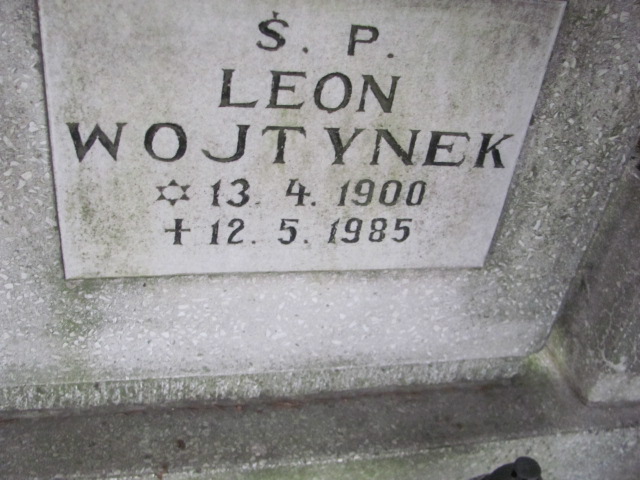 Ś. P.
LEON
WOJTYNEK
✡ 13. 4. 1900
✝ 12. 5. 1985